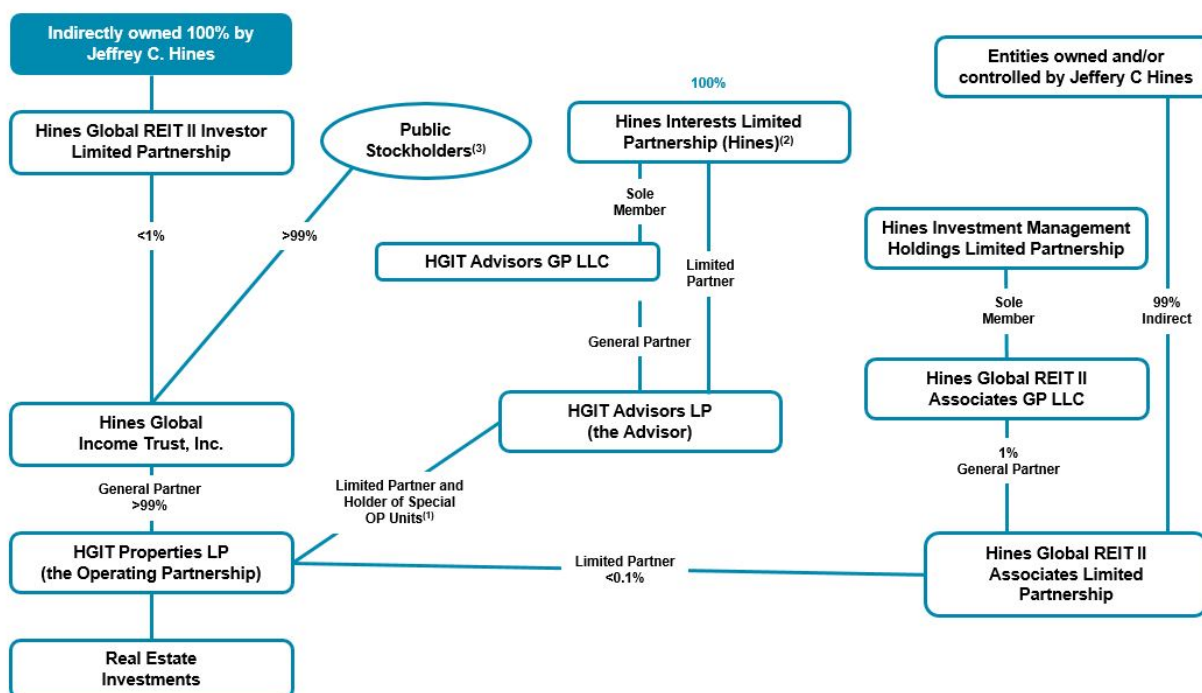 Indirectly owned 100% by
Jeffrey C. Hines
Entities owned and/or
controlled by Jeffery C Hines
100%
Hines Global REIT II Investor
Limited Partnership
Public
Stockholders(3)
Hines Interests Limited
Partnership (Hines)(2)
Sole
Member
<1%
>99%
HGIT Advisors GP LLC
Limited
Partner
Hines Investment Management
Holdings Limited Partnership
Sole
Member
99%
Indirect
General Partner
Hines Global REIT II
Associates GP LLC
Hines Global
Income Trust, Inc.
HGIT Advisors LP
(the Advisor)
1%
General Partner
General Partner
>99%
Limited Partner and
Holder of Special
OP Units(1)
HGIT Properties LP
(the Operating Partnership)
Limited Partner
<0.1%
Hines Global REIT II
Associates Limited
Partnership
Real Estate
Investments